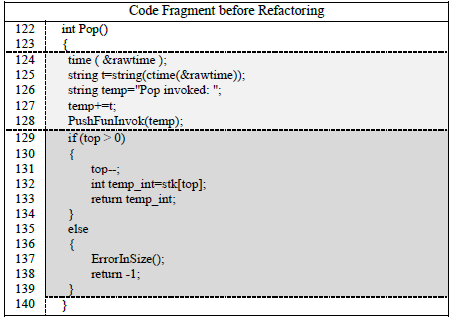 Code Fragment before Refactoring
122 int Pop()
123 {
124 time ( &rawtime );
125 string t=string(ctime(&rawtime));
126 string temp="Pop invoked: ";
127 temp+=t;
128 PushFunInvok(temp);
129 if (top > 0)
130 {
131 top--;
132 int temp_int=stk[top];
133 return temp_int;
134 }
135 else
136 {
137 ErrorInSize();
138 return -1;
139 }
140 }